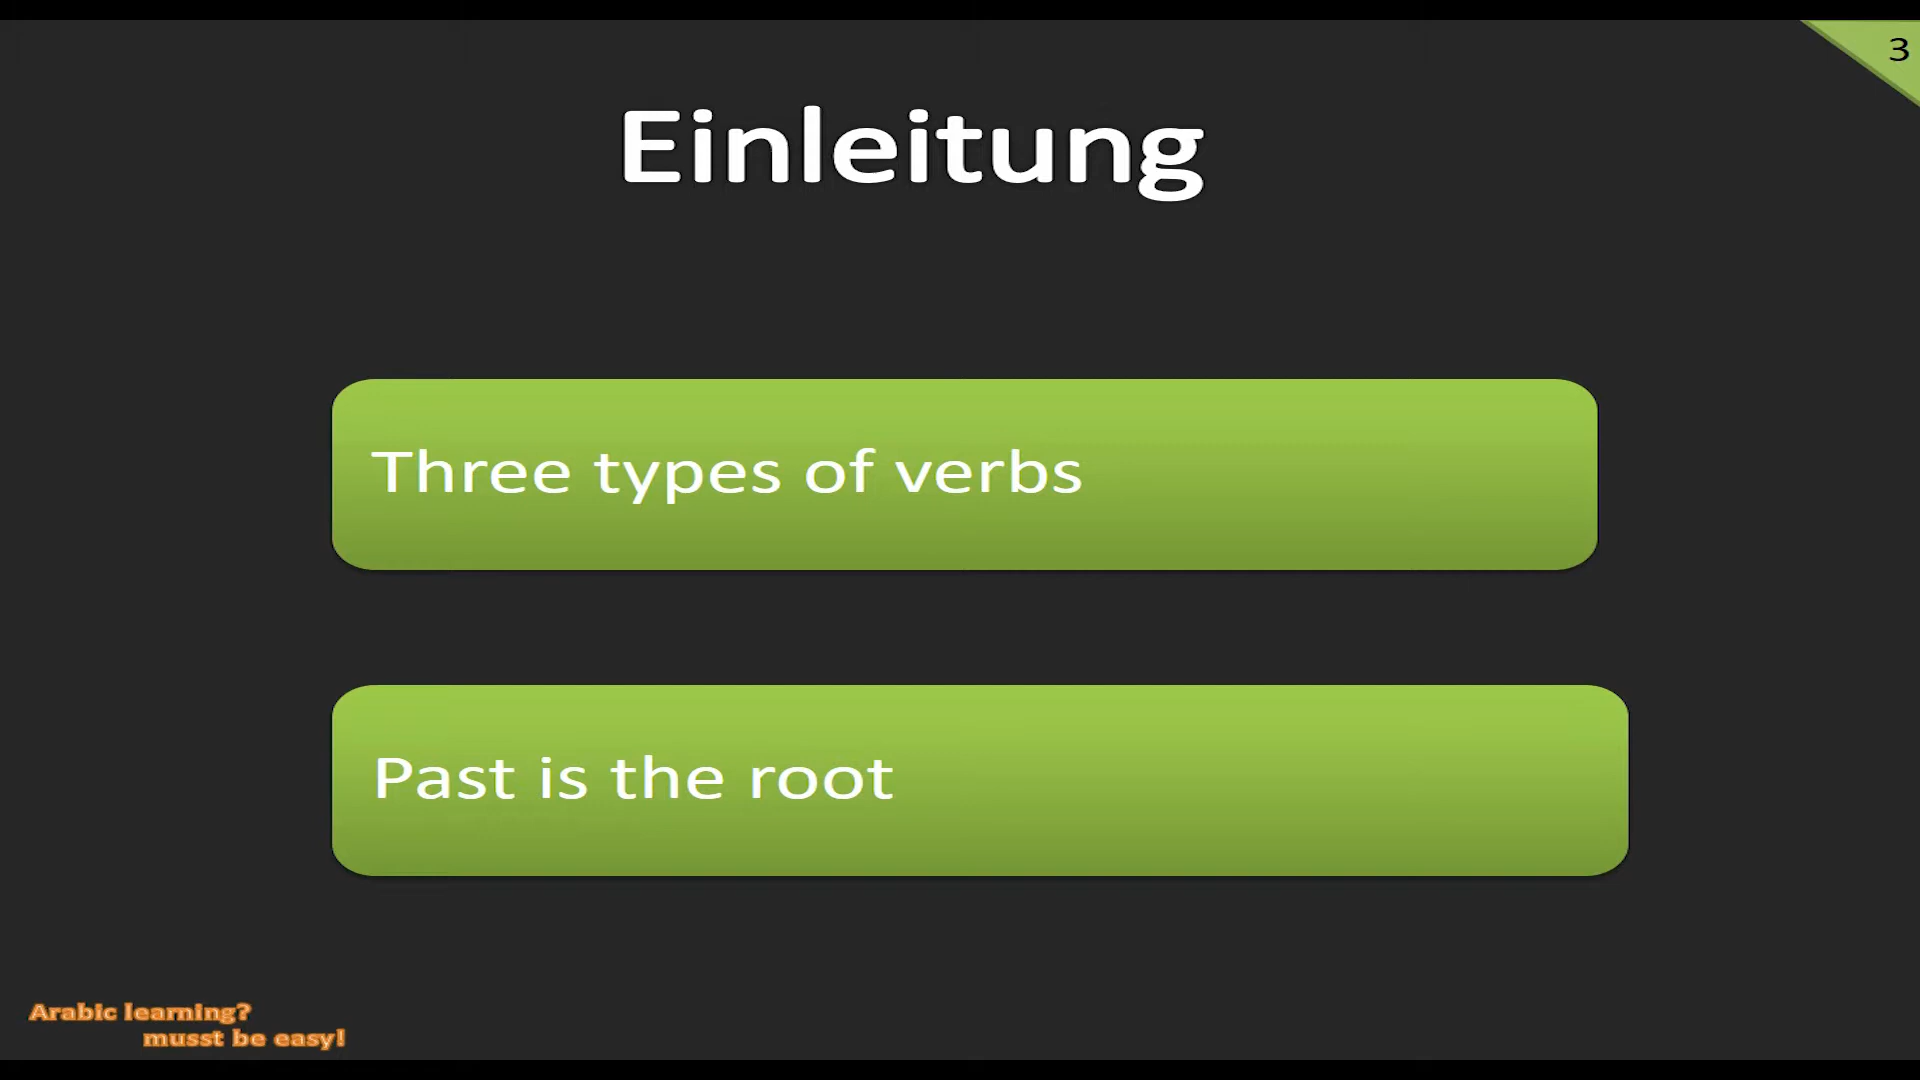 3
Einleitung
Three types of verbs
Past is the root
Arabic learning?
musst be easy!